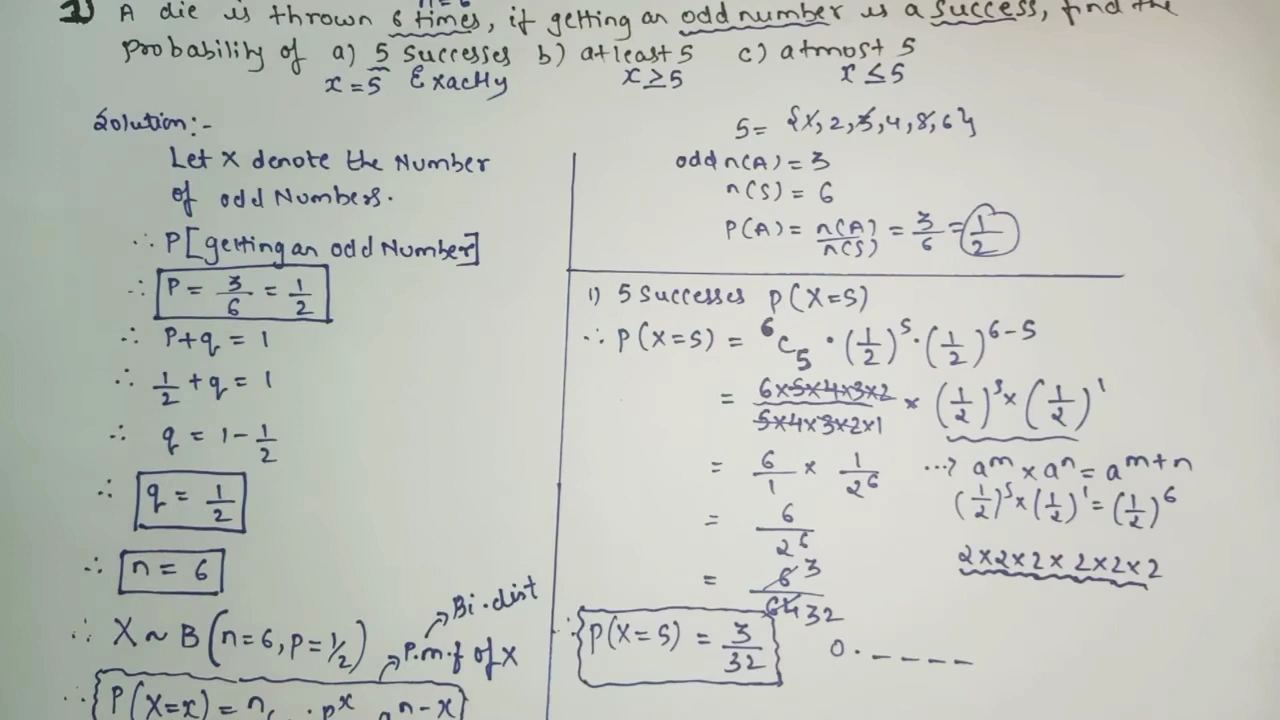 1) A die is thrown 6 times, if getting an odd number is a success, find the
n=6
probability of a) 5 successes b) atleast 5 c) atmost 5
x = 5 Exactly x ≥ 5 x ≤ 5
Solution:-
Let X denote the Number
of odd Numbers.
∴ P[getting an odd Number]
∴ P = 3/6 = 1/2
∴ P+q = 1
∴ 1/2 + q = 1
∴ q = 1 - 1/2
∴ q = 1/2
∴ n = 6
∴ X ~ B(n=6, P=1/2)
Bi.dist
P.m.f of X
∴ P(X=x) = nc . p^x q^n-x
S = {1, 2, 3, 4, 5, 6}
odd n(A) = 3
n(S) = 6
P(A) = n(A)/n(S) = 3/6 = 1/2
1) 5 Successes P(X=5)
∴ P(X=5) = ⁶C₅ · (1/2)⁵ · (1/2)^6-5
= 6×5×4×3×2/5×4×3×2×1 × (1/2)⁵ × (1/2)¹
= 6/1 × 1/2⁶ ...> a^m × a^n = a^m+n
(1/2)⁵ × (1/2)¹ = (1/2)⁶
= 6/2⁶
2×2×2×2×2×2
= 6 3/64 32
∴ P(X=5) = 3/32 0.----